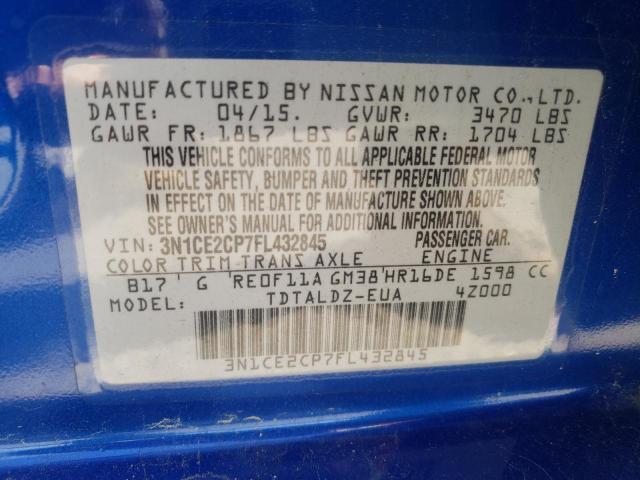 MANUFACTURED BY NISSAN MOTOR CO.,LTD.
DATE: 04/15. GVWR: 3470 LBS
GAWR FR: 1867 LBS GAWR RR: 1704 LBS
THIS VEHICLE CONFORMS TO ALL APPLICABLE FEDERAL MOTOR
VEHICLE SAFETY, BUMPER AND THEFT PREVENTION STANDARDS
IN EFFECT ON THE DATE OF MANUFACTURE SHOWN ABOVE.
SEE OWNER'S MANUAL FOR ADDITIONAL INFORMATION.
VIN: 3N1CE2CP7FL432845 PASSENGER CAR.
COLOR TRIM TRANS AXLE ENGINE
B17 G RE0F11A GM38 HR16DE 1598 CC
MODEL: TDTALDZ-EUA 4Z000
3N1CE2CP7FL432845